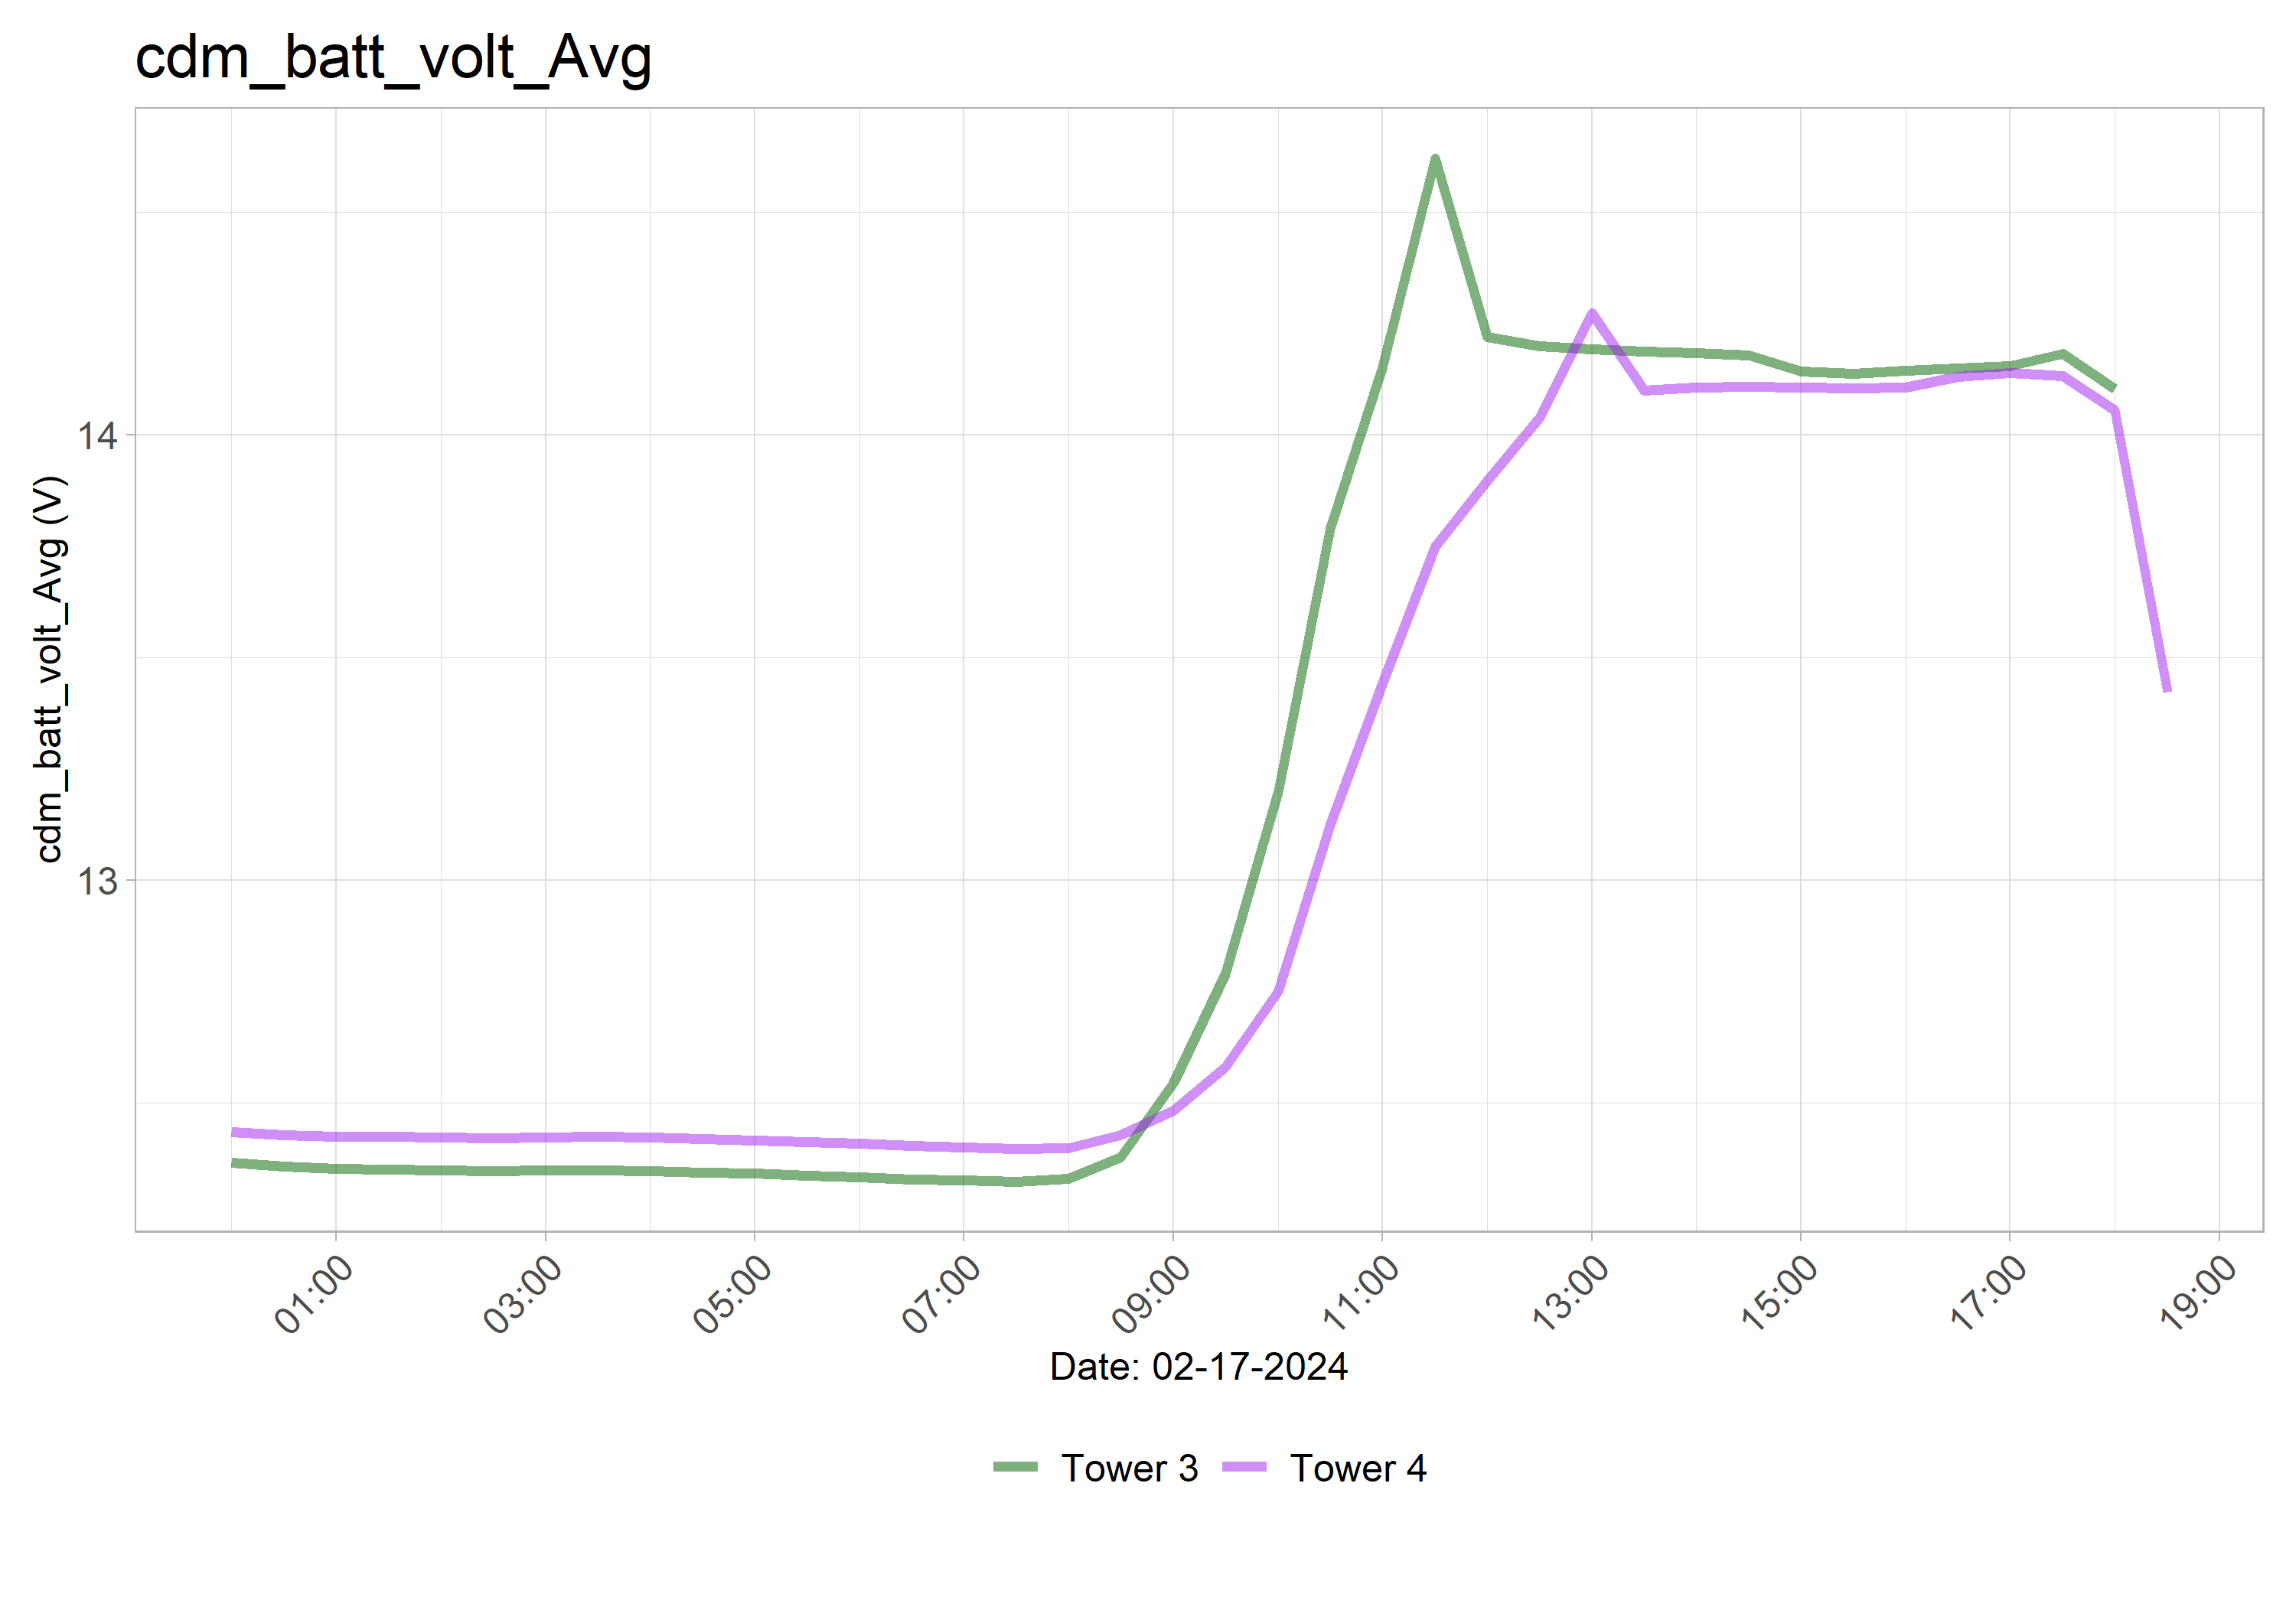 cdm_batt_volt_Avg
cdm_batt_volt_Avg (V)
14
13
01:00
03:00
05:00
07:00
09:00
11:00
13:00
15:00
17:00
19:00
Date: 02-17-2024
Tower 3
Tower 4